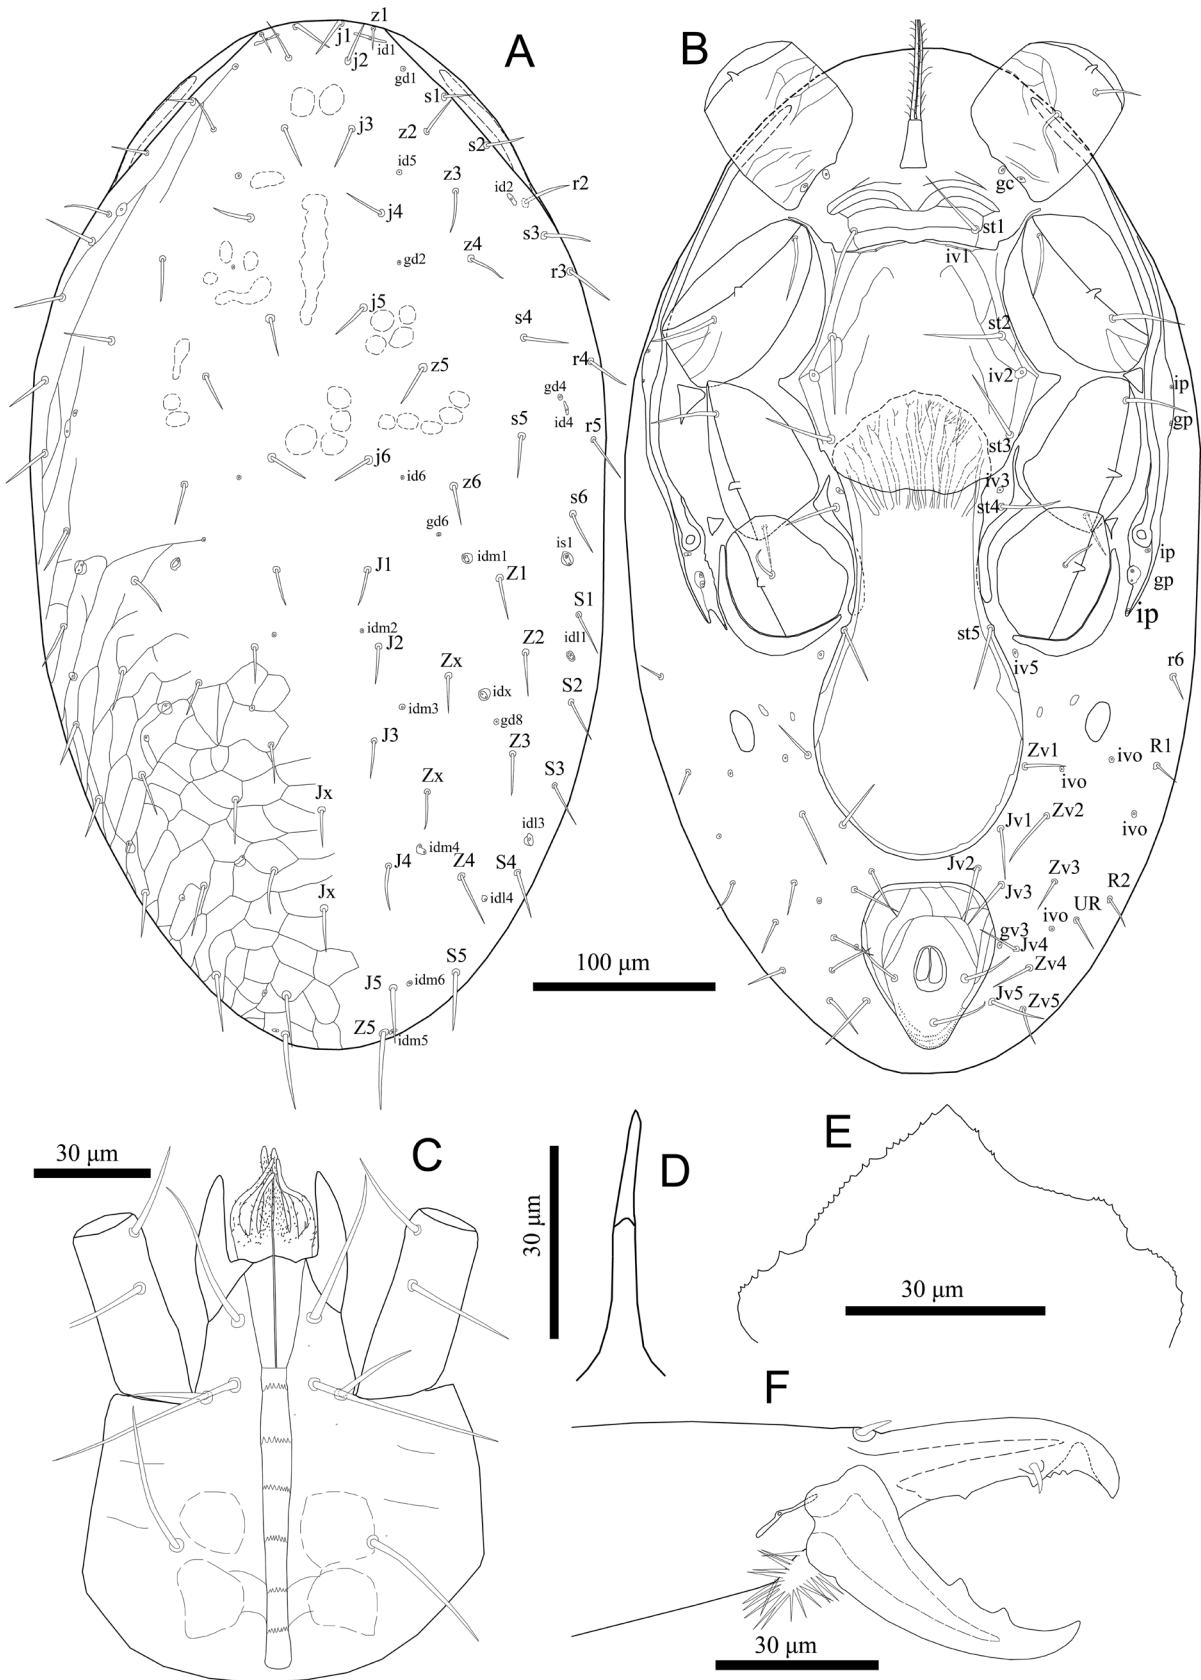 A
z1
j1
id1
j2
gd1
s1
z2
j3
s2
id5
z3
id2
r2
j4
s3
gd2
z4
r3
j5
s4
z5
r4
gd4
id4
s5
r5
j6
id6
z6
s6
gd6
idm1
is1
J1
Z1
S1
idm2
J2
Z2
idl1
Zx
idx
S2
idm3
gd8
J3
Z3
Zx
S3
Jx
idl3
idm4
J4
Z4
S4
idl4
Jx
S5
J5
idm6
Z5
idm5
100 µm
B
gc
st1
iv1
st2
iv2
ip
gp
st3
iv3
st4
ip
gp
ip
st5
iv5
r6
Zv1
ivo
R1
ivo
Jv1
Zv2
ivo
Jv2
Zv3
Jv3
R2
UR
ivo
gv3
Jv4
Zv4
Jv5
Zv5
C
30 µm
D
30 µm
E
30 µm
F
30 µm